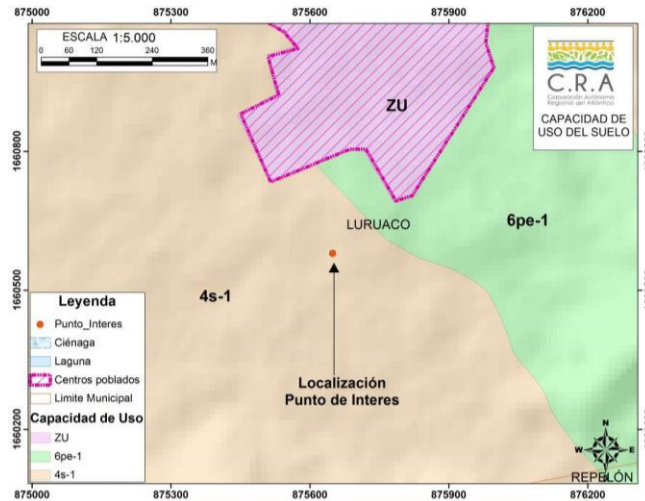 875000 875300 875600 875900 876200
ESCALA 1:5.000
0 60 120 240 360
M
C.R.A
Corporación Autónoma
Regional del Atlántico
CAPACIDAD DE
USO DEL SUELO
ZU
1660800
LURUACO
6pe-1
4s-1
1660500 1660500
Leyenda
Punto_Interes
Ciénaga
Laguna
Centros poblados
Limite Municipal
Capacidad de Uso
ZU
6pe-1
4s-1
Localización
Punto de Interes
1660200 1660200
N
W E
S
REPELÓN
875000 875300 875600 875900 876200